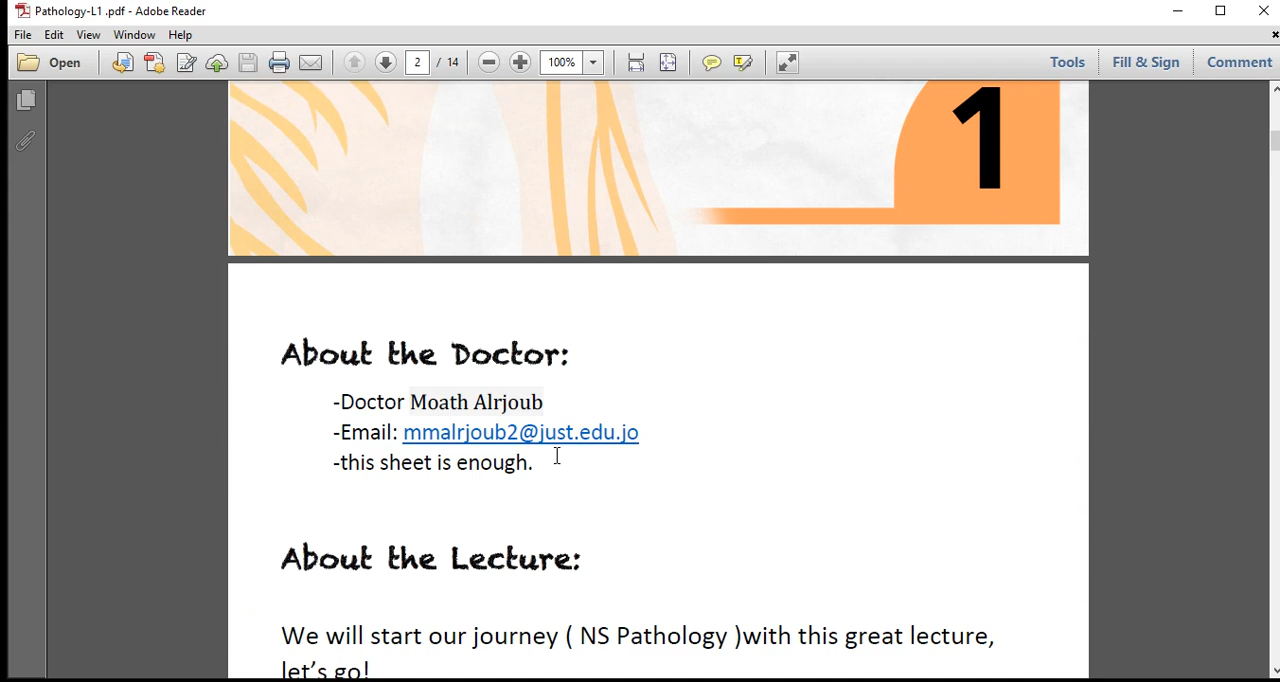 Pathology-L1 .pdf - Adobe Reader
File Edit View Window Help
Open 2 / 14 100% Tools Fill & Sign Comment
1
About the Doctor:
-Doctor Moath Alrjoub
-Email: mmalrjoub2@just.edu.jo
-this sheet is enough.
About the Lecture:
We will start our journey ( NS Pathology )with this great lecture,
let's go!